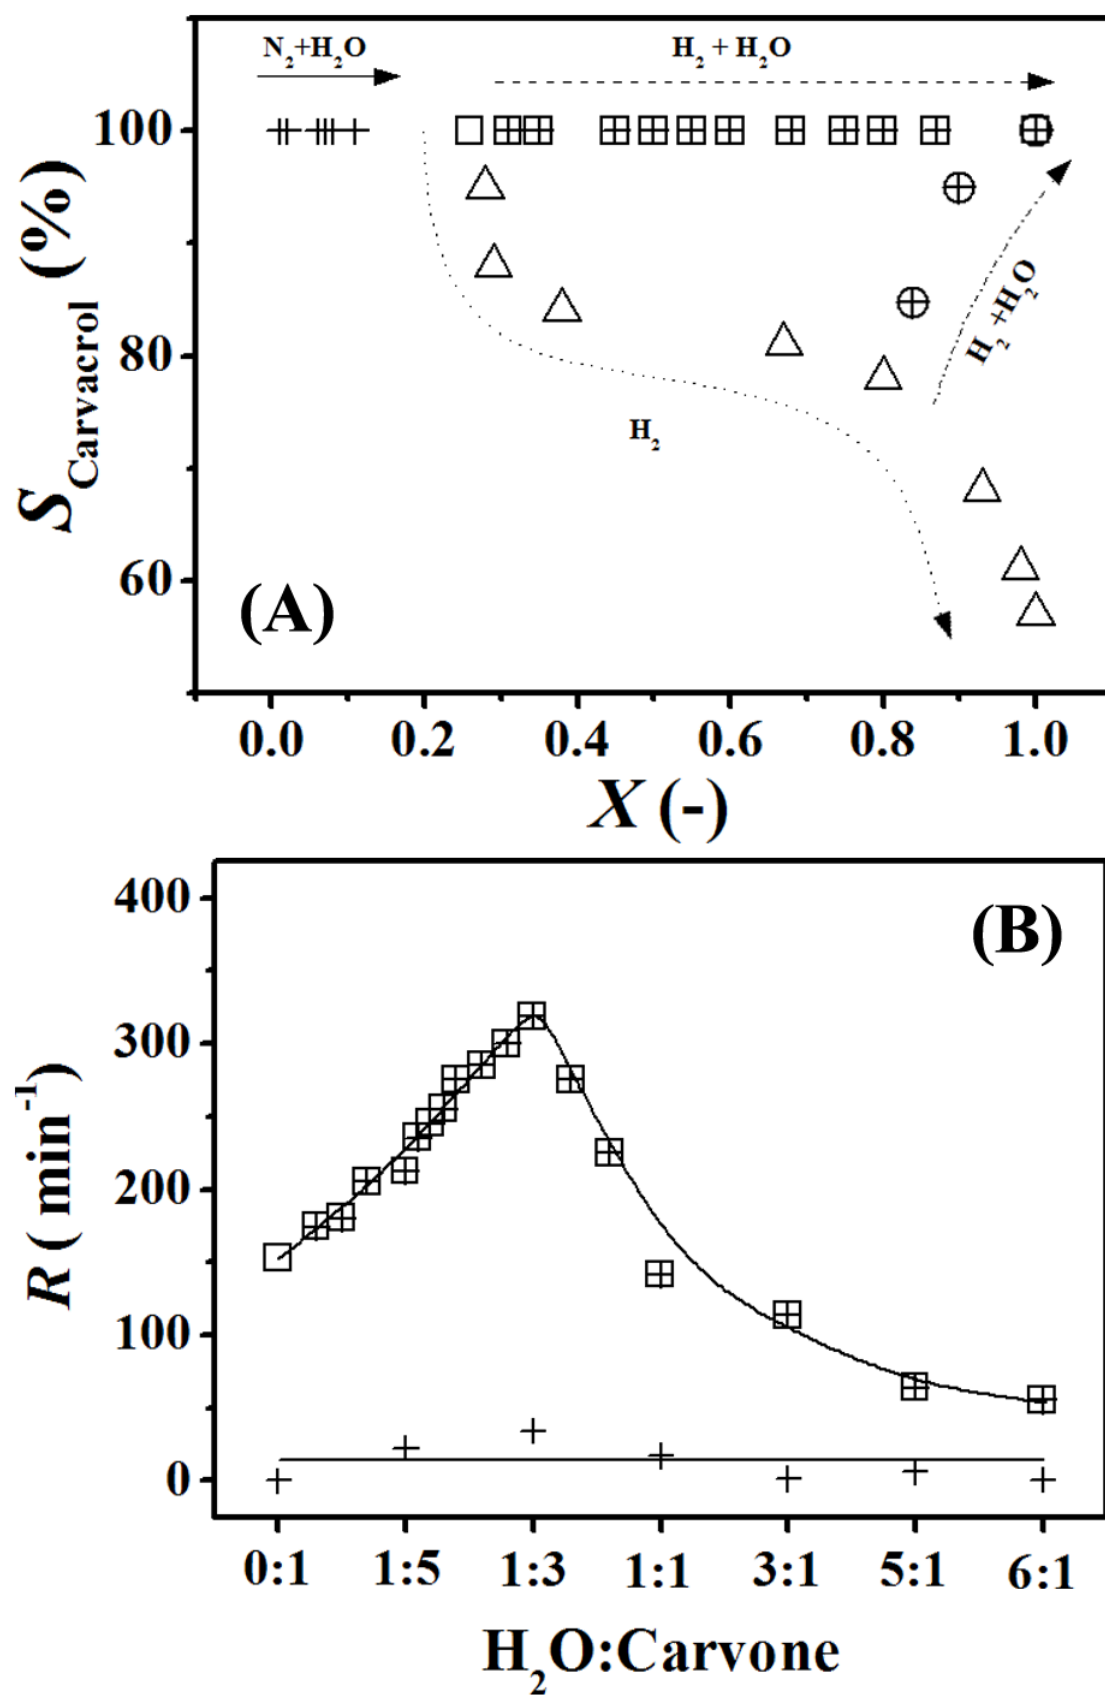 N₂+H₂O
H₂ + H₂O
100
80
60
S_Carvacrol (%)
H₂
H₂+H₂O
(A)
0.0 0.2 0.4 0.6 0.8 1.0
X (-)
(B)
400
300
200
100
0
R ( min⁻¹)
0:1 1:5 1:3 1:1 3:1 5:1 6:1
H₂O:Carvone